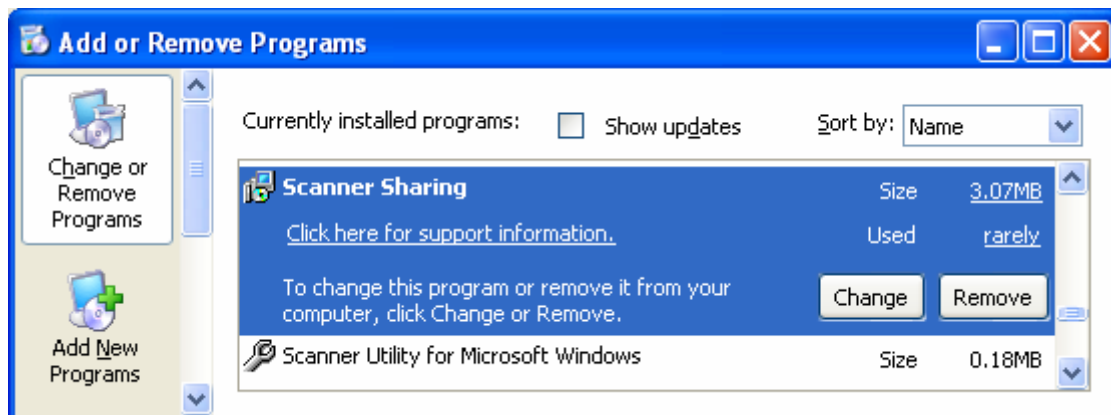 Add or Remove Programs
Change or
Remove
Programs
Add New
Programs
Currently installed programs: Show updates Sort by: Name
Scanner Sharing Size 3.07MB
Click here for support information. Used rarely
To change this program or remove it from your
computer, click Change or Remove. Change Remove
Scanner Utility for Microsoft Windows Size 0.18MB